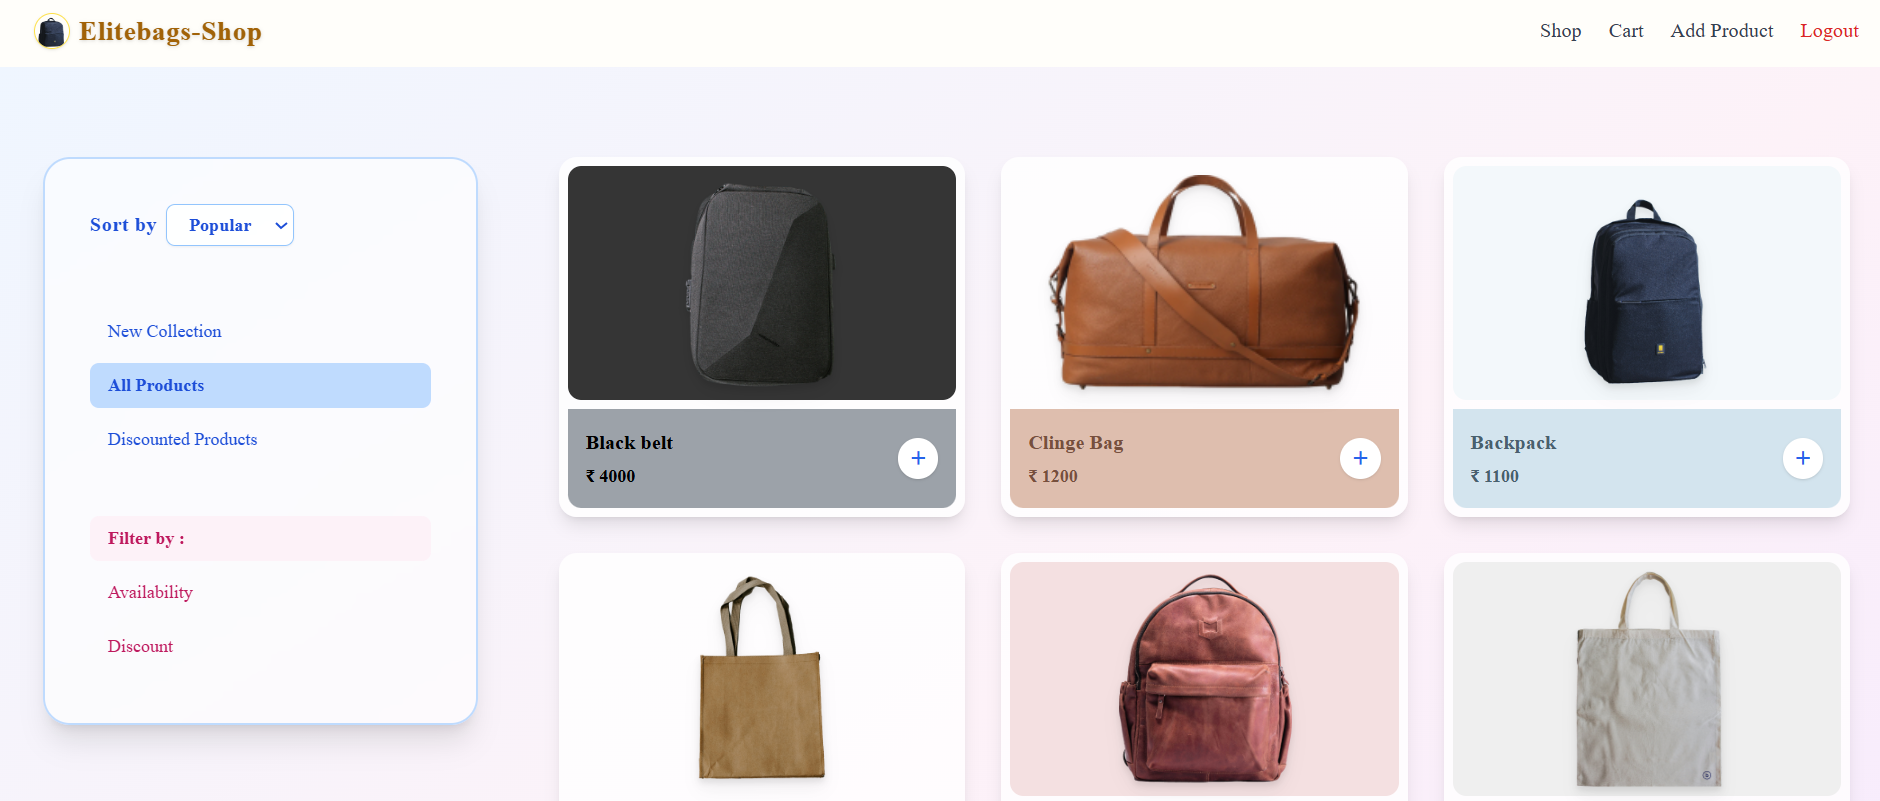 Elitebags-Shop
Shop Cart Add Product Logout
Sort by Popular
New Collection
All Products
Discounted Products
Filter by :
Availability
Discount
Black belt
₹ 4000
+
Clinge Bag
₹ 1200
+
Backpack
₹ 1100
+